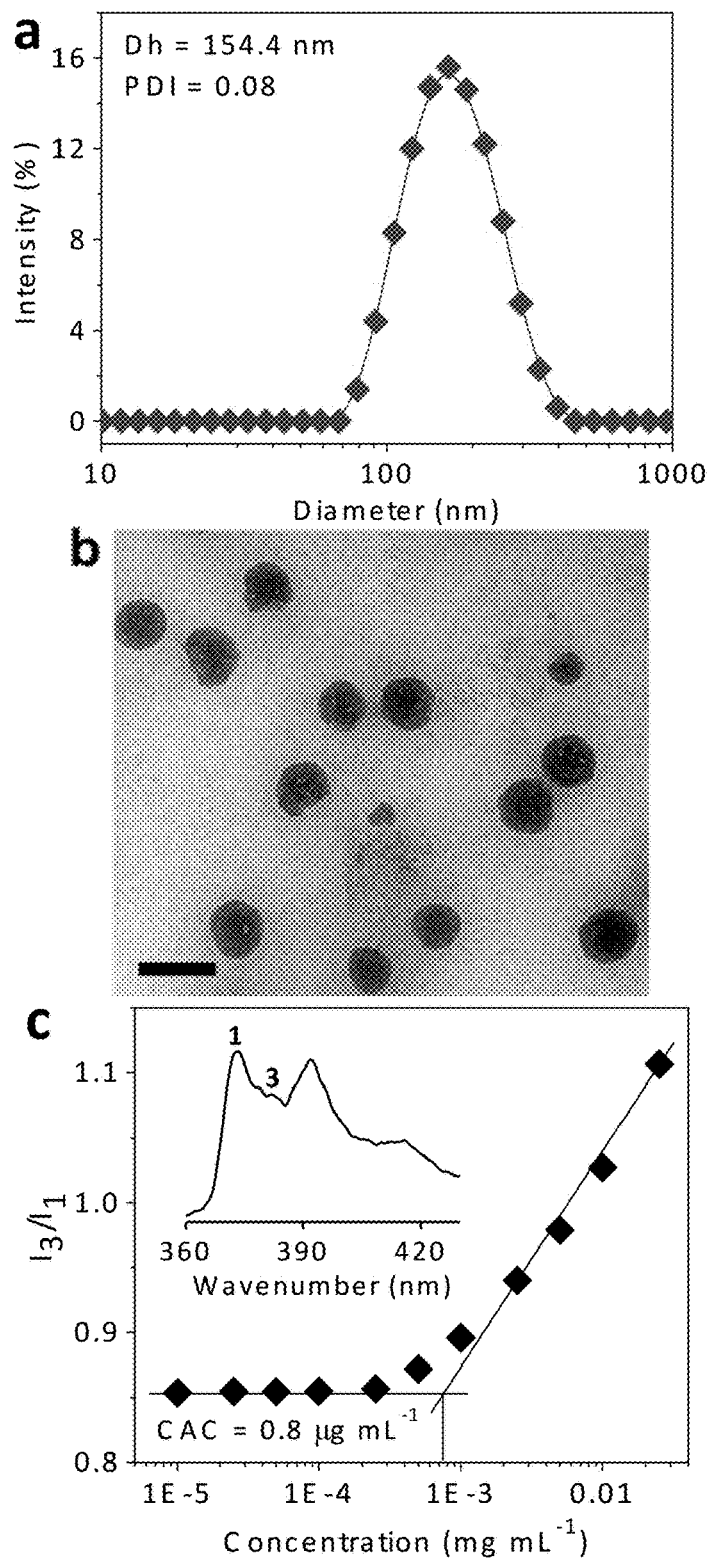 a
Dh = 154.4 nm
PDI = 0.08
16
12
8
4
0
Intensity (%)
10 100 1000
Diameter (nm)
b
c
1
3
360 390 420
Wavenumber (nm)
1.1
1.0
0.9
0.8
I3/I1
CAC = 0.8 µg mL-1
1E-5 1E-4 1E-3 0.01
Concentration (mg mL-1)